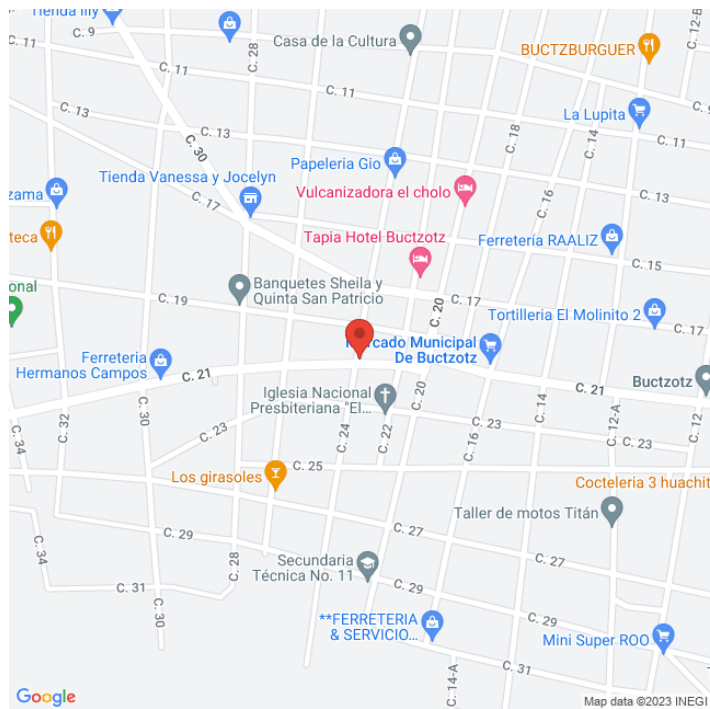 Tienda Illy
C. 9
C. 28
Casa de la Cultura
BUCTZBURGUER
C. 12-B
C. 11
C. 11
C. 9
C. 11
C. 13
C. 13
C. 30
C. 18
C. 14
La Lupita
Papeleria Gio
Tienda Vanessa y Jocelyn
Vulcanizadora el cholo
C. 13
zama
C. 17
C. 16
teca
Tapia Hotel Buctzotz
Ferretería RAALIZ
C. 15
onal
Banquetes Sheila y
Quinta San Patricio
C. 19
C. 17
C. 20
Tortilleria El Molinito 2
C. 17
Mercado Municipal
De Buctzotz
Ferreteria
Hermanos Campos
C. 21
Buctzotz
C. 21
Iglesia Nacional
Presbiteriana "El...
C. 20
C. 14
C. 12-A
C. 12
C. 34
C. 32
C. 30
C. 23
C. 24
C. 22
C. 16
C. 23
C. 23
C. 25
Los girasoles
Cocteleria 3 huachit
Taller de motos Titán
C. 27
C. 27
C. 29
C. 34
C. 28
C. 31
C. 30
Secundaria
Técnica No. 11
C. 29
C. 29
**FERRETERIA
& SERVICIO...
Mini Super ROO
C. 14-A
C. 31
Google
Map data ©2023 INEGI